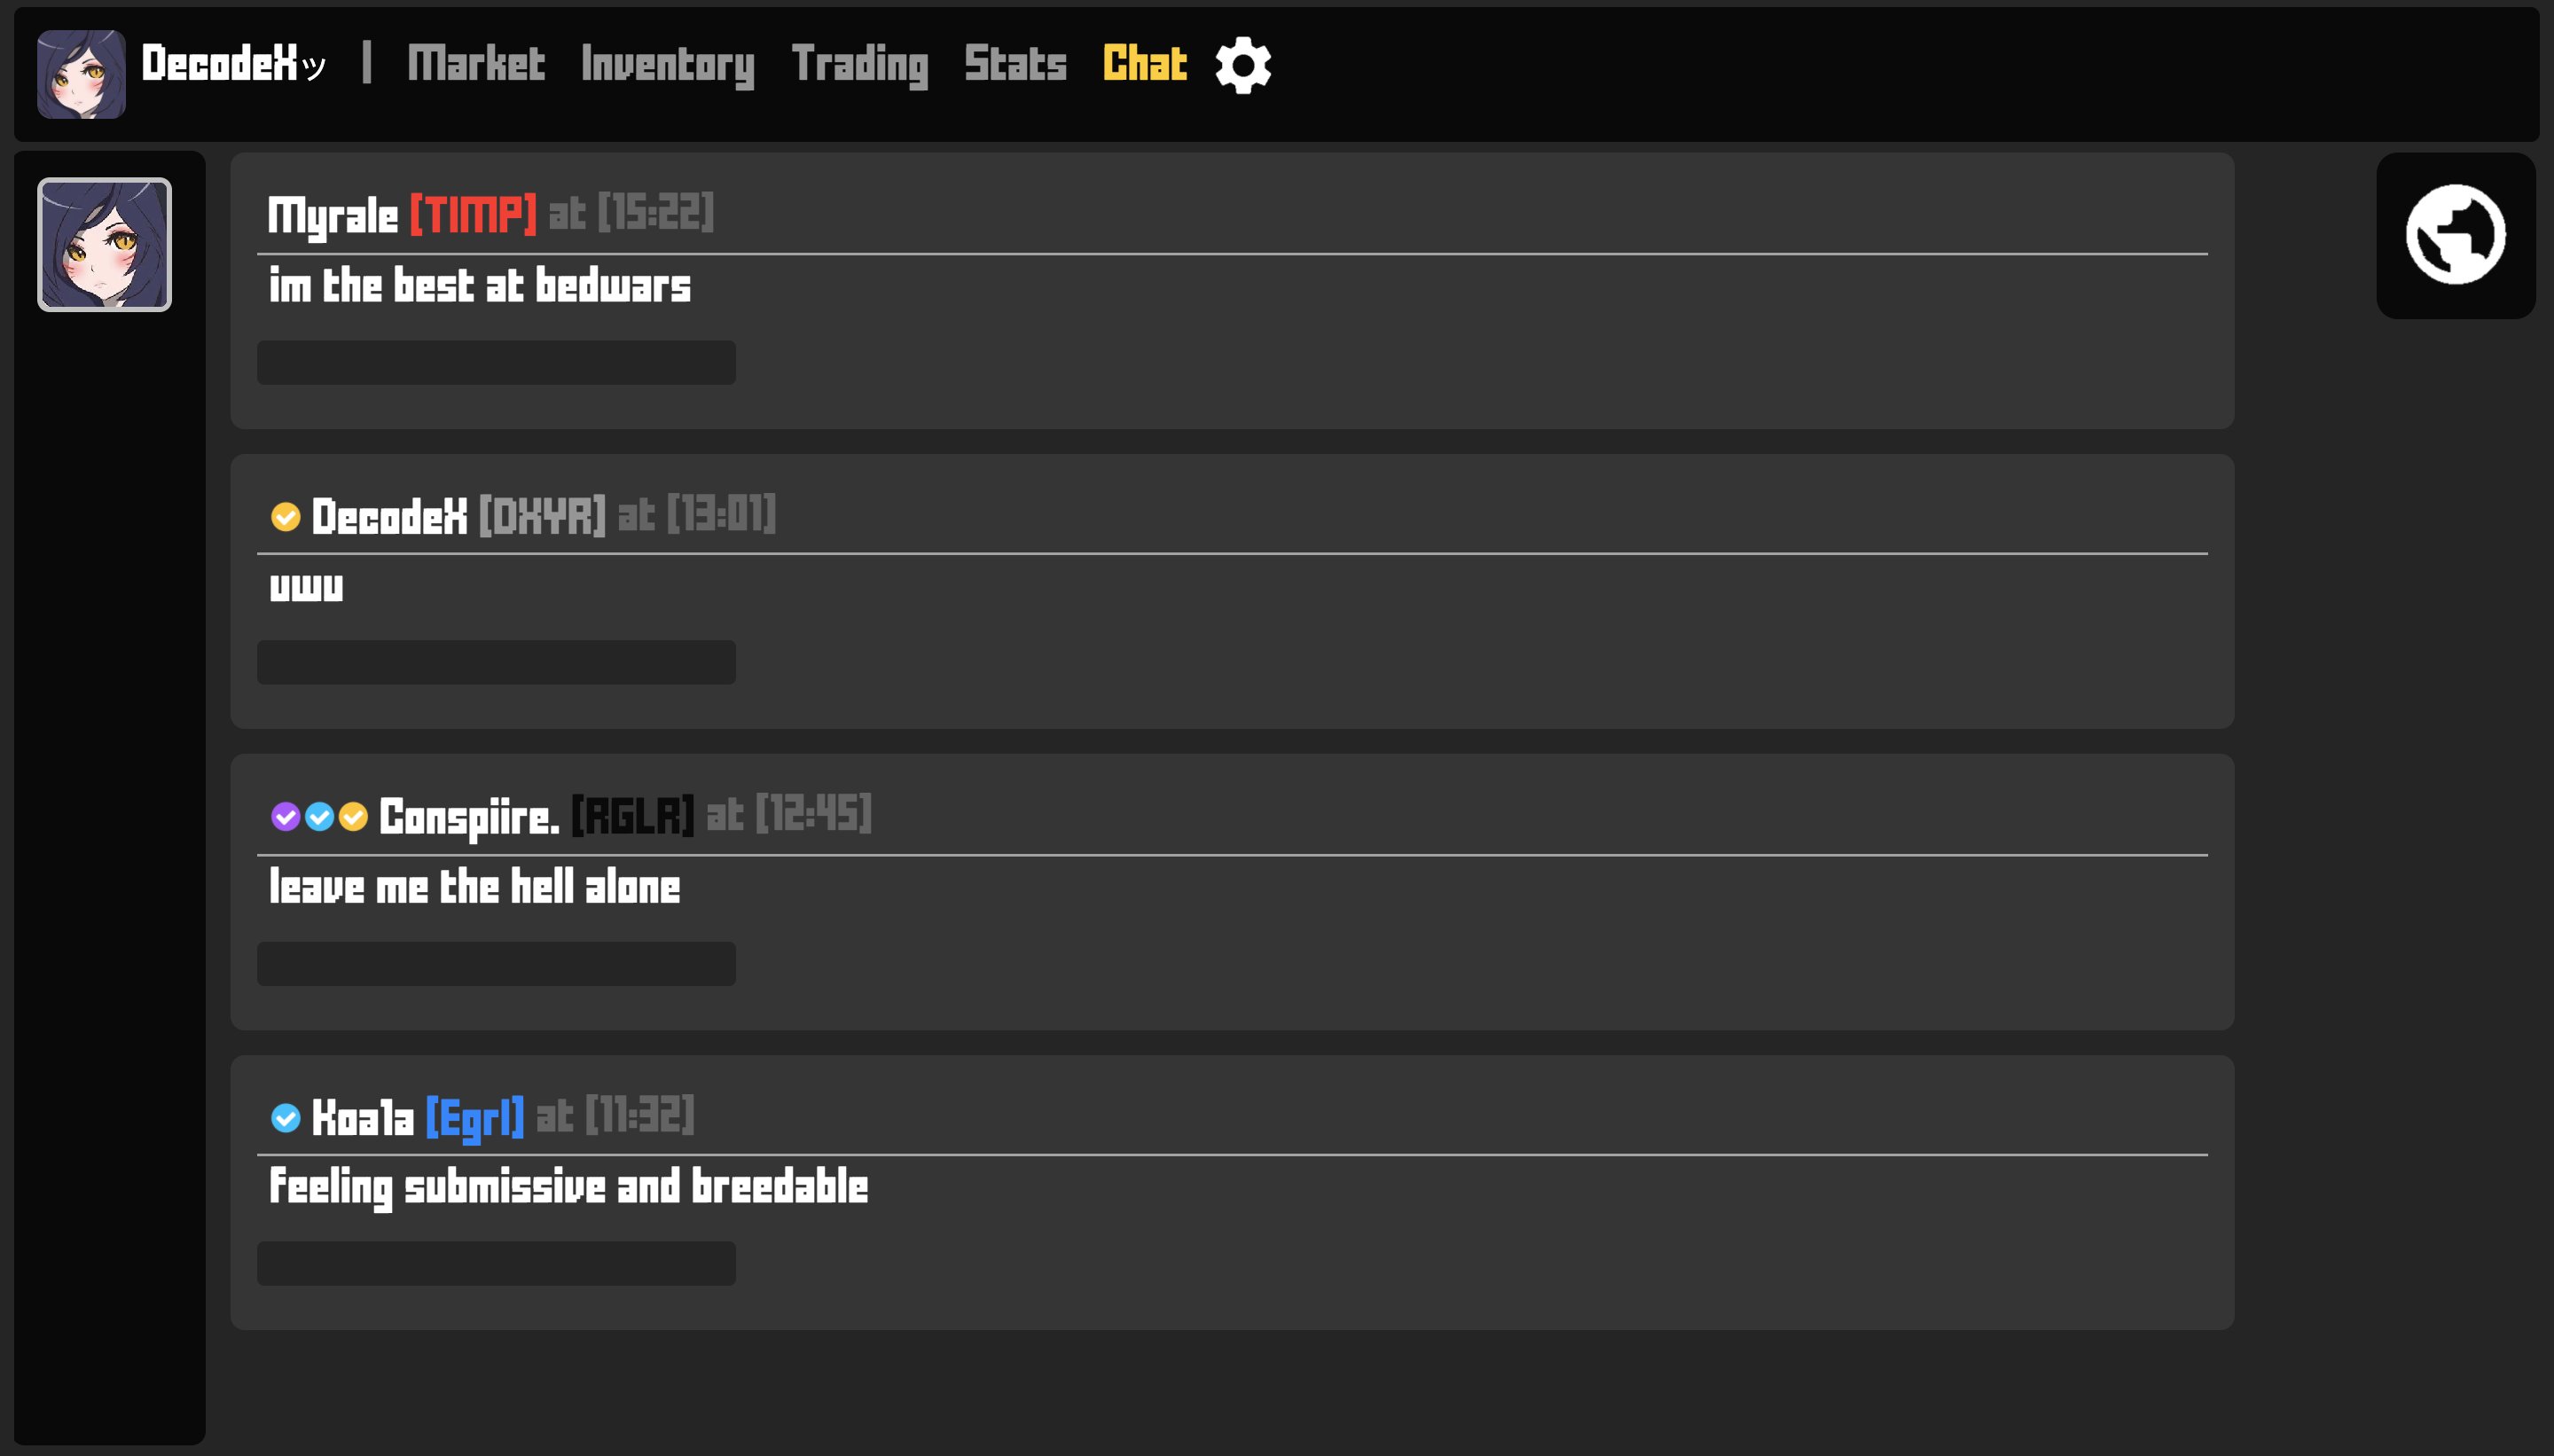 DecodeXッ | Market Inventory Trading Stats Chat
Myrale [TIMP] at [15:22]
im the best at bedwars
DecodeX [DXYR] at [13:01]
uwu
Conspiire. [RGLR] at [12:45]
leave me the hell alone
Koala [Egrl] at [11:32]
Feeling submissive and breedable